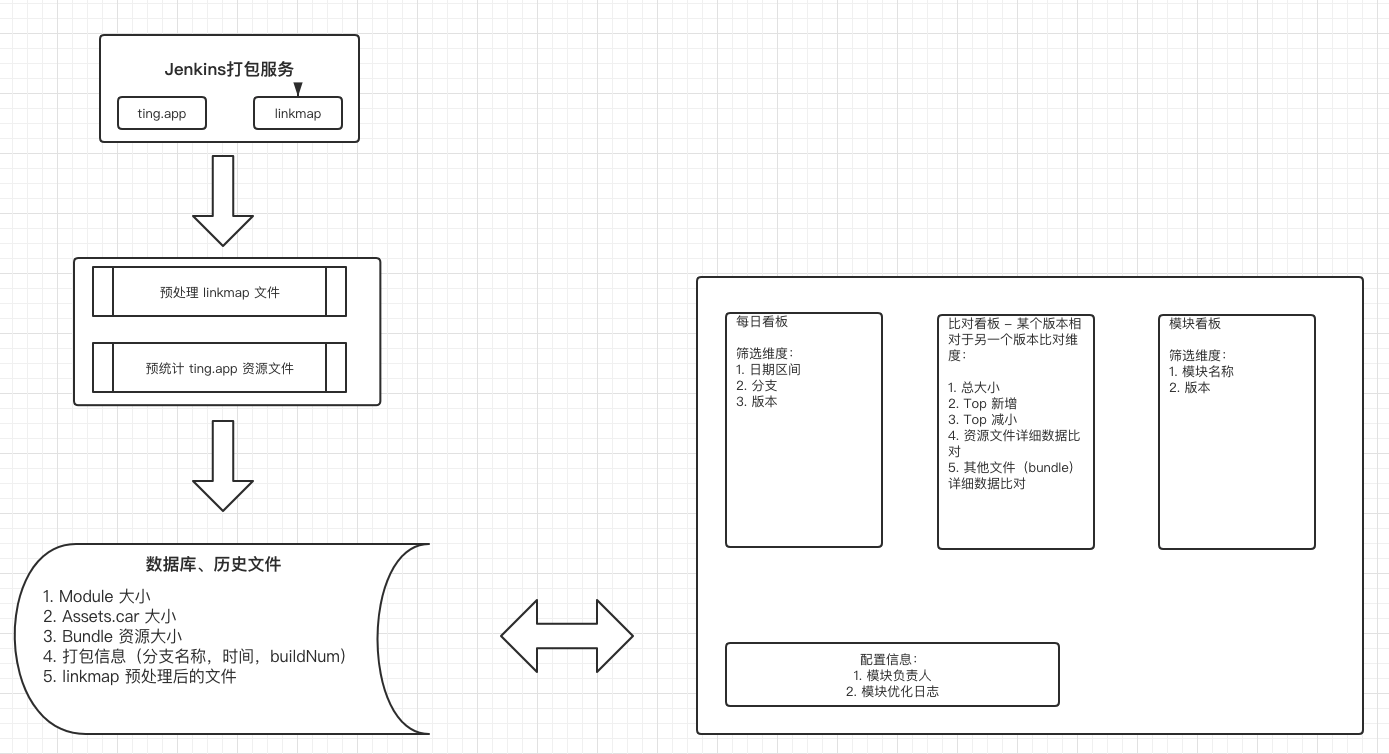 Jenkins打包服务
ting.app
linkmap
预处理 linkmap 文件
预统计 ting.app 资源文件
数据库、历史文件
1. Module 大小
2. Assets.car 大小
3. Bundle 资源大小
4. 打包信息（分支名称，时间，buildNum）
5. linkmap 预处理后的文件
每日看板
筛选维度：
1. 日期区间
2. 分支
3. 版本
比对看板 - 某个版本相
对于另一个版本比对维
度：
1. 总大小
2. Top 新增
3. Top 减小
4. 资源文件详细数据比
对
5. 其他文件（bundle）
详细数据比对
模块看板
筛选维度：
1. 模块名称
2. 版本
配置信息：
1. 模块负责人
2. 模块优化日志